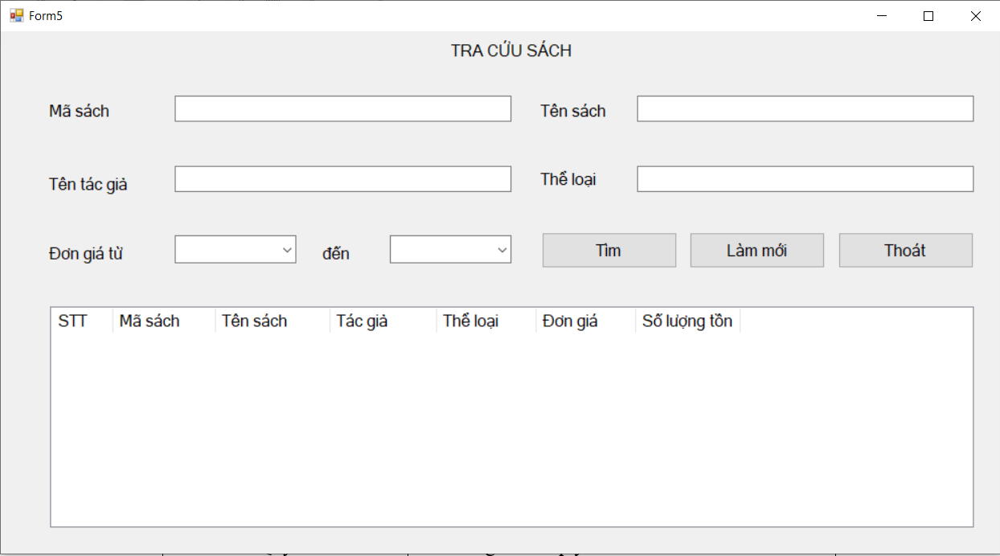 Form5
TRA CỨU SÁCH
Mã sách
Tên sách
Tên tác giả
Thể loại
Đơn giá từ
đến
Tìm
Làm mới
Thoát
STT Mã sách Tên sách Tác giả Thể loại Đơn giá Số lượng tồn